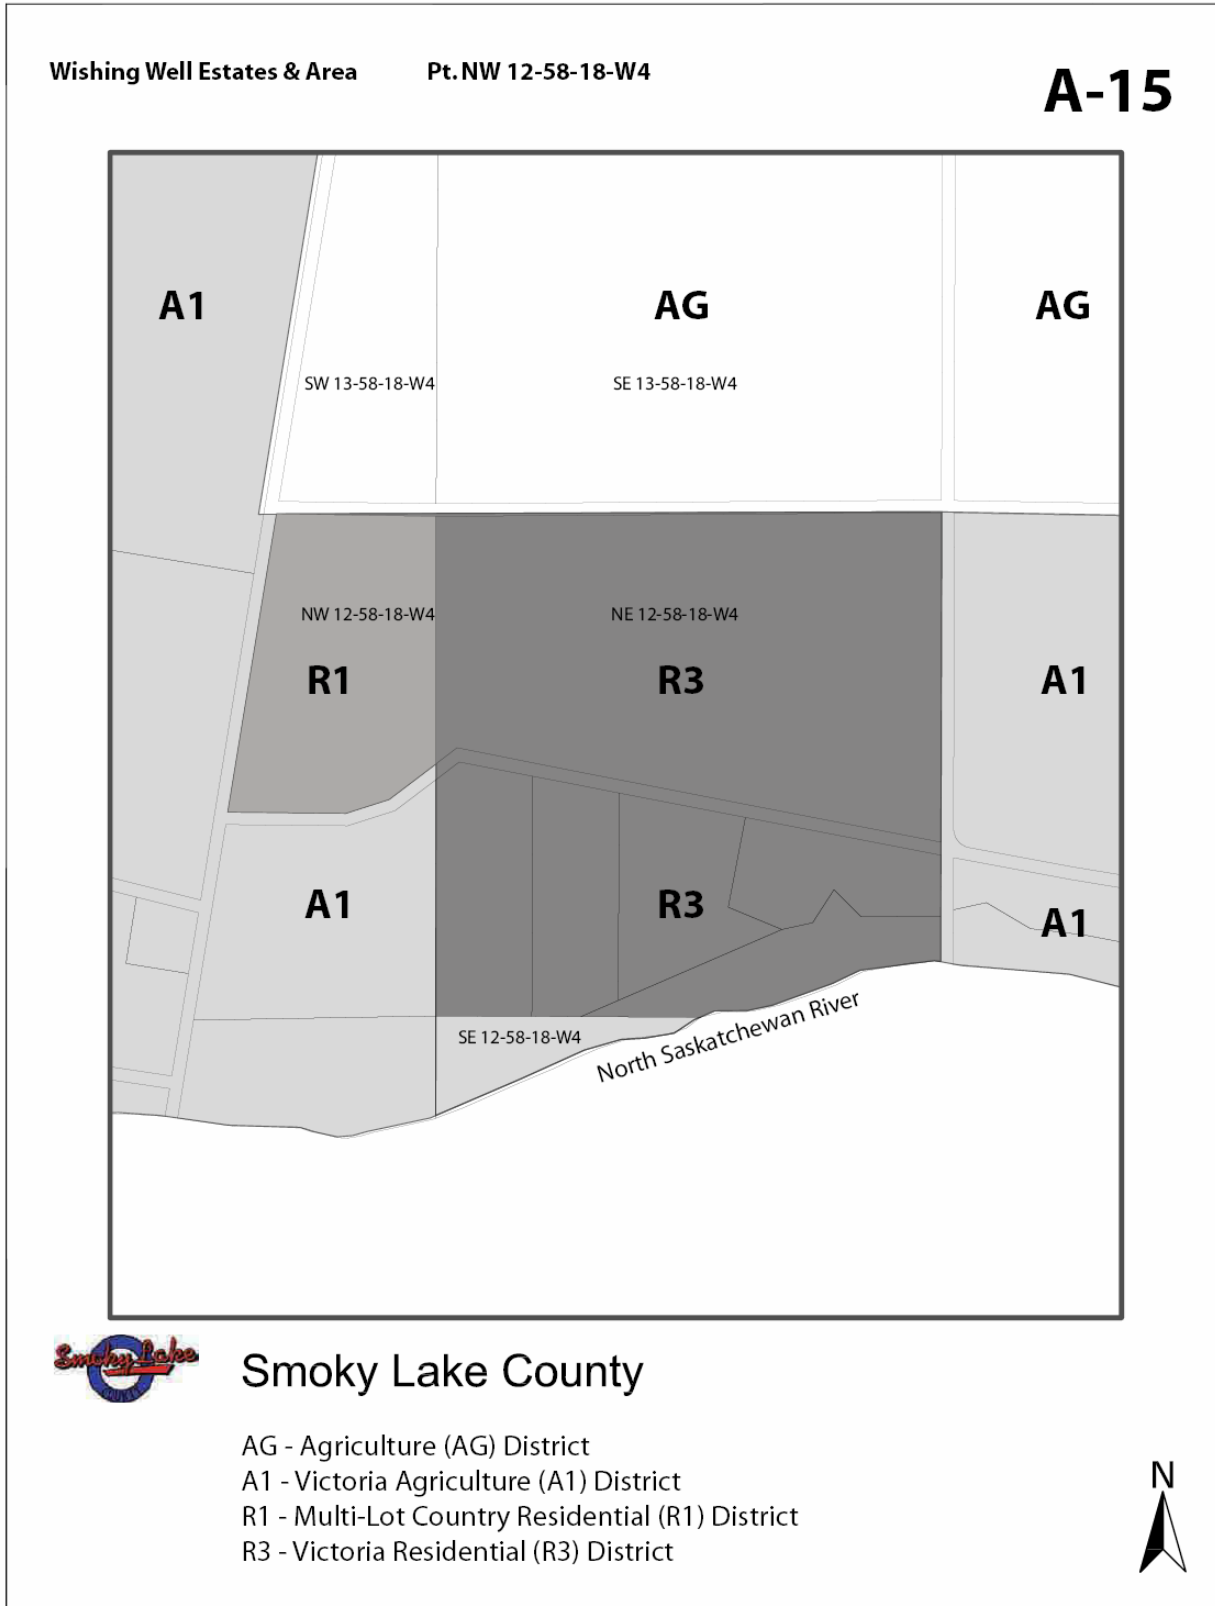 Wishing Well Estates & Area Pt. NW 12-58-18-W4
A-15
A1
AG
AG
SW 13-58-18-W4
SE 13-58-18-W4
NW 12-58-18-W4
NE 12-58-18-W4
R1
R3
A1
A1
R3
A1
SE 12-58-18-W4
North Saskatchewan River
Smoky Lake
COUNTY
Smoky Lake County
AG - Agriculture (AG) District
A1 - Victoria Agriculture (A1) District
R1 - Multi-Lot Country Residential (R1) District
R3 - Victoria Residential (R3) District
N